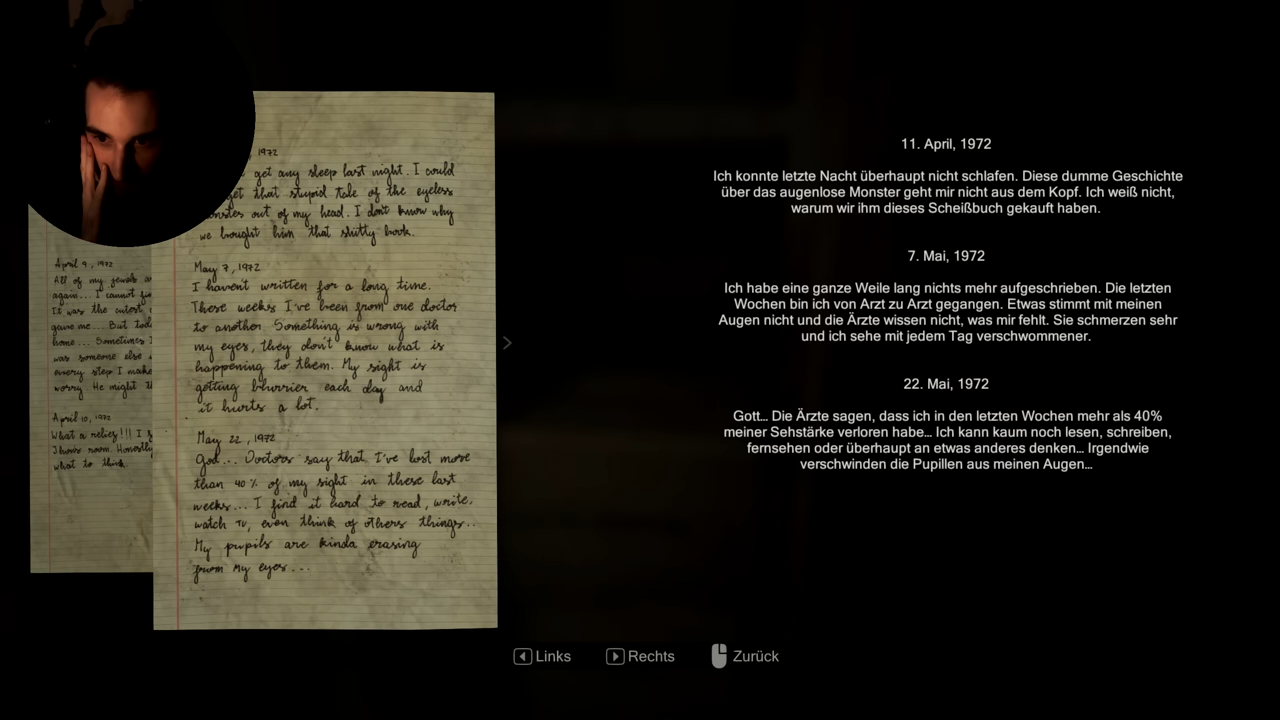 April 9, 1972
All of my jewels
again... I cannot
It was the cutest
gave me... But
home... Sometimes
was someone else
every step I make
worry. He might
April 10, 1972
What a relief!!! I
room. Honestly
what to think.
1972
get any sleep last night. I could
get that stupid tale of the eyeless
out of my head. I don't know why
we bought him that shitty book.
May 7, 1972
I haven't written for a long time.
These weeks I've been from one doctor
to another Something is wrong with
my eyes, they don't know what is
happening to them. My sight is
getting blurrier each day and
it hurts a lot.
May 22, 1972
God... Doctors say that I've lost more
than 40% of my sight in these last
weeks... I find it hard to read, write,
watch TV, even think of others things...
My pupils are kinda erasing
from my eyes...
11. April, 1972
Ich konnte letzte Nacht überhaupt nicht schlafen. Diese dumme Geschichte
über das augenlose Monster geht mir nicht aus dem Kopf. Ich weiß nicht,
warum wir ihm dieses Scheißbuch gekauft haben.
7. Mai, 1972
Ich habe eine ganze Weile lang nichts mehr aufgeschrieben. Die letzten
Wochen bin ich von Arzt zu Arzt gegangen. Etwas stimmt mit meinen
Augen nicht und die Ärzte wissen nicht, was mir fehlt. Sie schmerzen sehr
und ich sehe mit jedem Tag verschwommener.
22. Mai, 1972
Gott… Die Ärzte sagen, dass ich in den letzten Wochen mehr als 40%
meiner Sehstärke verloren habe… Ich kann kaum noch lesen, schreiben,
fernsehen oder überhaupt an etwas anderes denken… Irgendwie
verschwinden die Pupillen aus meinen Augen…
Links Rechts Zurück